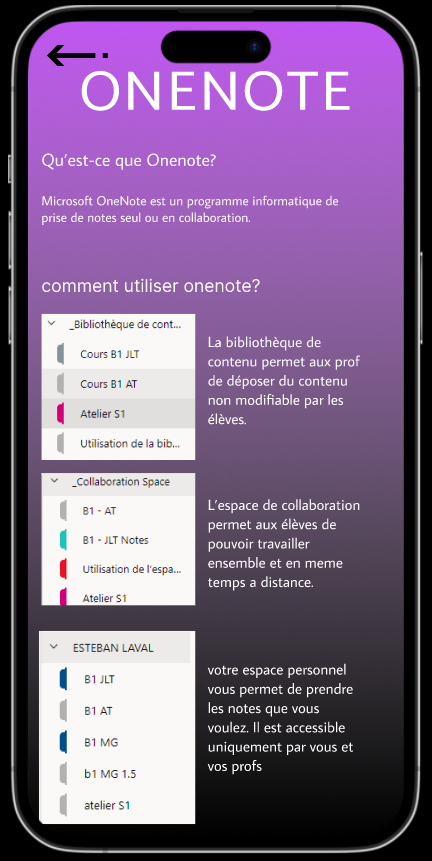 ONENOTE
Qu'est-ce que Onenote?
Microsoft OneNote est un programme informatique de
prise de notes seul ou en collaboration.
comment utiliser onenote?
_Bibliothèque de cont...
Cours B1 JLT
Cours B1 AT
Atelier S1
Utilisation de la bib...
La bibliothèque de
contenu permet aux prof
de déposer du contenu
non modifiable par les
élèves.
_Collaboration Space
B1 - AT
B1 - JLT Notes
Utilisation de l'espa...
Atelier S1
L'espace de collaboration
permet aux élèves de
pouvoir travailler
ensemble et en meme
temps a distance.
ESTEBAN LAVAL
B1 JLT
B1 AT
B1 MG
b1 MG 1.5
atelier S1
votre espace personnel
vous permet de prendre
les notes que vous
voulez. Il est accessible
uniquement par vous et
vos profs